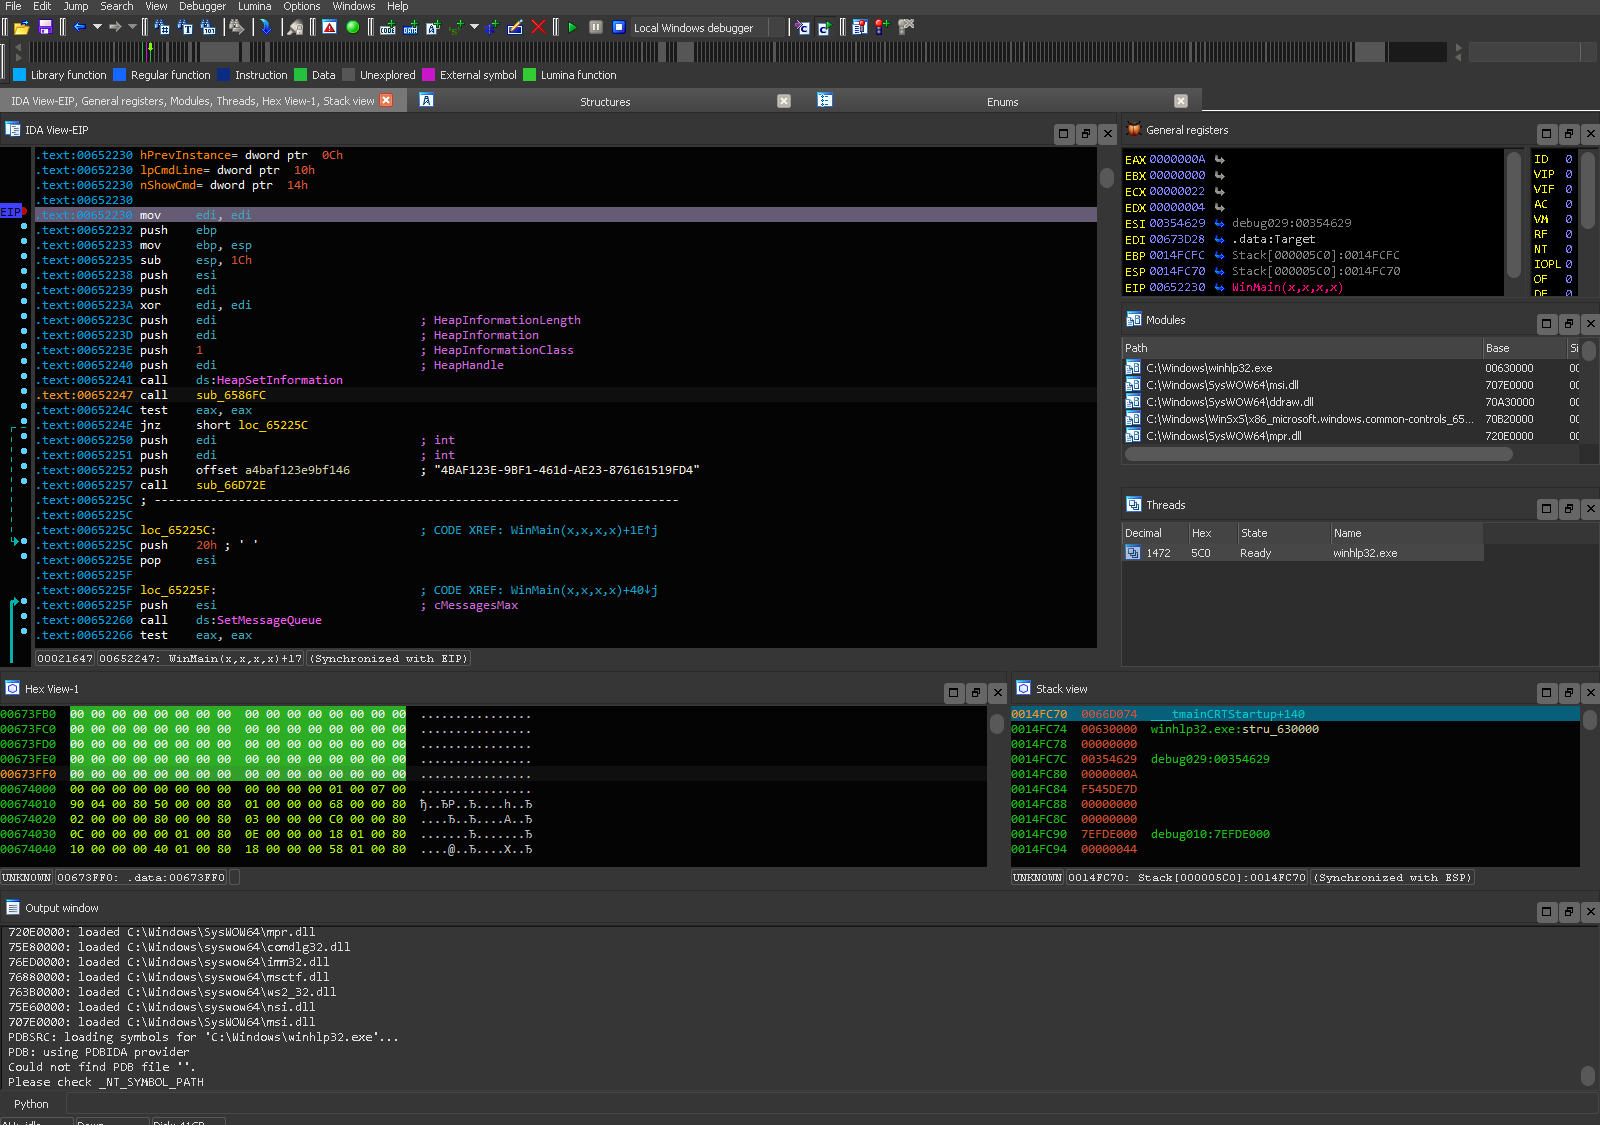 File Edit Jump Search View Debugger Lumina Options Windows Help
Local Windows debugger
Library function Regular function Instruction Data Unexplored External symbol Lumina function
IDA View-EIP, General registers, Modules, Threads, Hex View-1, Stack view Structures Enums
IDA View-EIP
.text:00652230 hPrevInstance= dword ptr 0Ch
.text:00652230 lpCmdLine= dword ptr 10h
.text:00652230 nShowCmd= dword ptr 14h
.text:00652230
EIP .text:00652230 mov edi, edi
.text:00652232 push ebp
.text:00652233 mov ebp, esp
.text:00652235 sub esp, 1Ch
.text:00652238 push esi
.text:00652239 push edi
.text:0065223A xor edi, edi
.text:0065223C push edi ; HeapInformationLength
.text:0065223D push edi ; HeapInformation
.text:0065223E push 1 ; HeapInformationClass
.text:00652240 push edi ; HeapHandle
.text:00652241 call ds:HeapSetInformation
.text:00652247 call sub_6586FC
.text:0065224C test eax, eax
.text:0065224E jnz short loc_65225C
.text:00652250 push edi ; int
.text:00652251 push edi ; int
.text:00652252 push offset a4baf123e9bf146 ; "4BAF123E-9BF1-461d-AE23-876161519FD4"
.text:00652257 call sub_66D72E
.text:0065225C ; ---------------------------------------------------------------------------
.text:0065225C
.text:0065225C loc_65225C: ; CODE XREF: WinMain(x,x,x,x)+1E↑j
.text:0065225C push 20h ; ' '
.text:0065225E pop esi
.text:0065225F
.text:0065225F loc_65225F: ; CODE XREF: WinMain(x,x,x,x)+40↓j
.text:0065225F push esi ; cMessagesMax
.text:00652260 call ds:SetMessageQueue
.text:00652266 test eax, eax
00021647 00652247: WinMain(x,x,x,x)+17 (Synchronized with EIP)
General registers
EAX 0000000A
EBX 00000000
ECX 00000022
EDX 00000004
ESI 00354629 debug029:00354629
EDI 00673D28 .data:Target
EBP 0014FCFC Stack[000005C0]:0014FCFC
ESP 0014FC70 Stack[000005C0]:0014FC70
EIP 00652230 WinMain(x,x,x,x)
ID 0
VIP 0
VIF 0
AC 0
VM 0
RF 0
NT 0
IOPL 0
OF 0
DF 0
Modules
Path Base Si
C:\Windows\winhlp32.exe 00630000 00
C:\Windows\SysWOW64\msi.dll 707E0000 00
C:\Windows\SysWOW64\ddraw.dll 70A30000 00
C:\Windows\WinSxS\x86_microsoft.windows.common-controls_65... 70B20000 00
C:\Windows\SysWOW64\mpr.dll 720E0000 00
Threads
Decimal Hex State Name
1472 5C0 Ready winhlp32.exe
Hex View-1
00673FB0 00 00 00 00 00 00 00 00 00 00 00 00 00 00 00 00 ................
00673FC0 00 00 00 00 00 00 00 00 00 00 00 00 00 00 00 00 ................
00673FD0 00 00 00 00 00 00 00 00 00 00 00 00 00 00 00 00 ................
00673FE0 00 00 00 00 00 00 00 00 00 00 00 00 00 00 00 00 ................
00673FF0 00 00 00 00 00 00 00 00 00 00 00 00 00 00 00 00 ................
00674000 00 00 00 00 00 00 00 00 00 00 00 00 01 00 07 00 ................
00674010 90 04 00 80 50 00 00 80 01 00 00 00 68 00 00 80 ђ..ЂP..Ђ....h..Ђ
00674020 02 00 00 00 80 00 00 80 03 00 00 00 C0 00 00 80 ....Ђ..Ђ....А..Ђ
00674030 0C 00 00 00 00 01 00 80 0E 00 00 00 18 01 00 80 .......Ђ.......Ђ
00674040 10 00 00 00 40 01 00 80 18 00 00 00 58 01 00 80 ....@..Ђ....X..Ђ
UNKNOWN 00673FF0: .data:00673FF0
Stack view
0014FC70 0066D074 ___tmainCRTStartup+140
0014FC74 00630000 winhlp32.exe:stru_630000
0014FC78 00000000
0014FC7C 00354629 debug029:00354629
0014FC80 0000000A
0014FC84 F545DE7D
0014FC88 00000000
0014FC8C 00000000
0014FC90 7EFDE000 debug010:7EFDE000
0014FC94 00000044
UNKNOWN 0014FC70: Stack[000005C0]:0014FC70 (Synchronized with ESP)
Output window
720E0000: loaded C:\Windows\SysWOW64\mpr.dll
75E80000: loaded C:\Windows\syswow64\comdlg32.dll
76ED0000: loaded C:\Windows\syswow64\imm32.dll
76880000: loaded C:\Windows\syswow64\msctf.dll
763B0000: loaded C:\Windows\syswow64\ws2_32.dll
75E60000: loaded C:\Windows\syswow64\nsi.dll
707E0000: loaded C:\Windows\SysWOW64\msi.dll
PDBSRC: loading symbols for 'C:\Windows\winhlp32.exe'...
PDB: using PDBIDA provider
Could not find PDB file ''.
Please check _NT_SYMBOL_PATH
Python